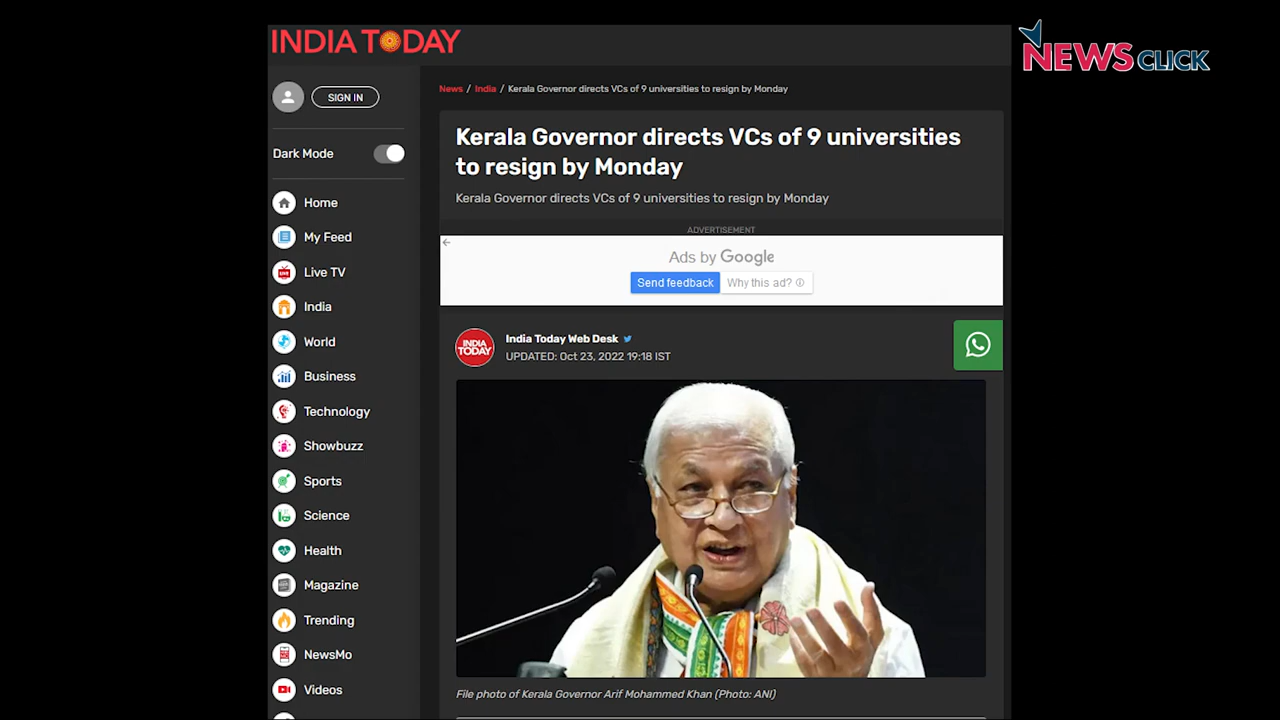 INDIA TODAY
NEWSCLICK
SIGN IN
Dark Mode
Home
My Feed
Live TV
India
World
Business
Technology
Showbuzz
Sports
Science
Health
Magazine
Trending
NewsMo
Videos
News / India / Kerala Governor directs VCs of 9 universities to resign by Monday
Kerala Governor directs VCs of 9 universities
to resign by Monday
Kerala Governor directs VCs of 9 universities to resign by Monday
ADVERTISEMENT
Ads by Google
Send feedback
Why this ad?
INDIA
TODAY
India Today Web Desk
UPDATED: Oct 23, 2022 19:18 IST
File photo of Kerala Governor Arif Mohammed Khan (Photo: ANI)